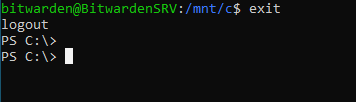 bitwarden@BitwardenSRV:/mnt/c$ exit
logout
PS C:\>
PS C:\>